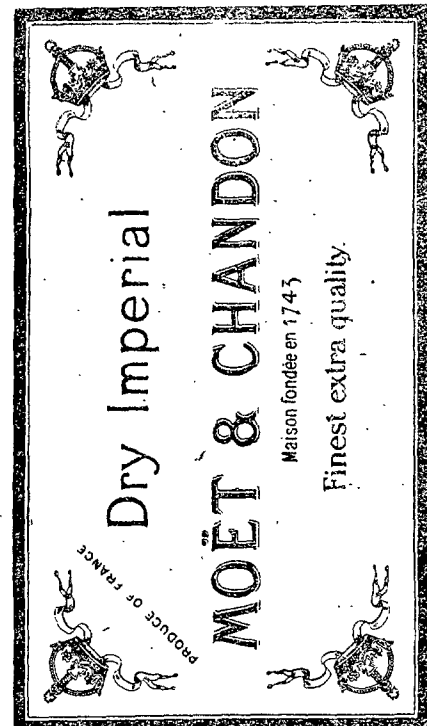 PRODUCE OF FRANCE
Dry Imperial
MOËT & CHANDON
Maison fondée en 1743
Finest extra quality.